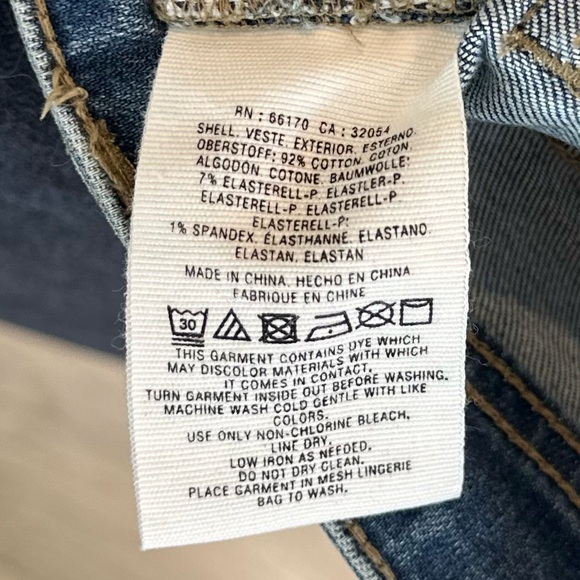 RN : 66170 CA : 32054
SHELL, VESTE, EXTERIOR, ESTERNO,
OBERSTOFF: 92% COTTON, COTON,
ALGODON, COTONE, BAUMWOLLE;
7% ELASTERELL-P, ELASTLER-P,
ELASTERELL-P, ELASTERELL-P
ELASTERELL-P;
1% SPANDEX, ÉLASTHANNE, ELASTANO,
ELASTAN, ELASTAN
MADE IN CHINA, HECHO EN CHINA
FABRIQUE EN CHINE
30
THIS GARMENT CONTAINS DYE WHICH
MAY DISCOLOR MATERIALS WITH WHICH
IT COMES IN CONTACT.
TURN GARMENT INSIDE OUT BEFORE WASHING.
MACHINE WASH COLD GENTLE WITH LIKE
COLORS.
USE ONLY NON-CHLORINE BLEACH,
LINE DRY.
LOW IRON AS NEEDED.
DO NOT DRY CLEAN.
PLACE GARMENT IN MESH LINGERIE
BAG TO WASH.